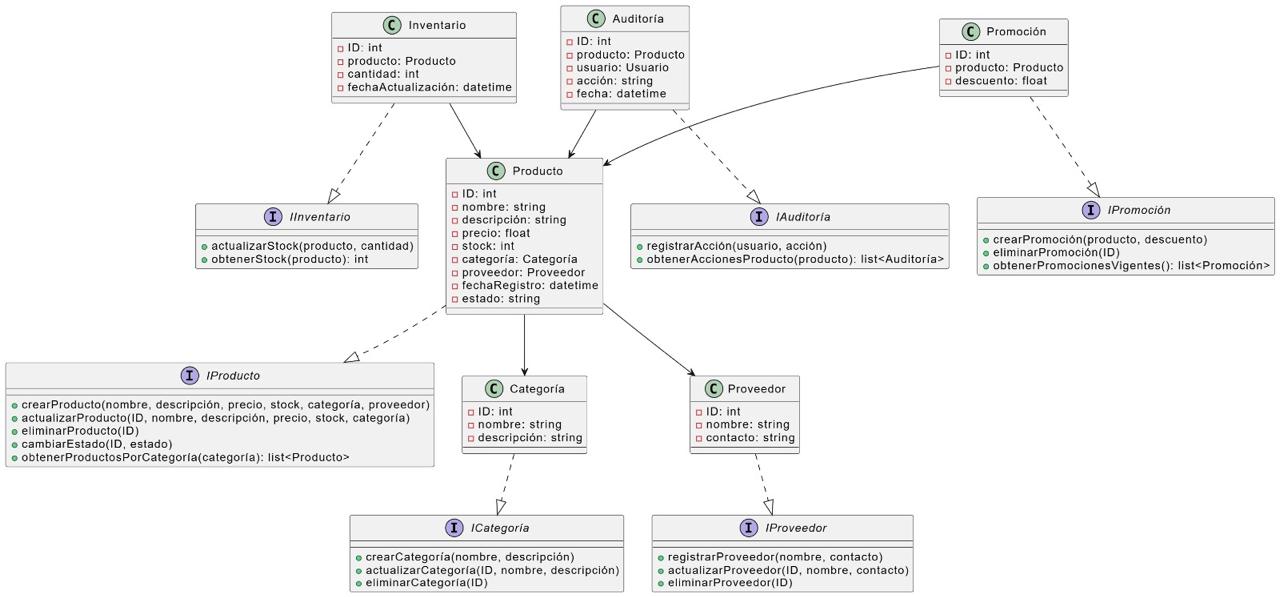 C Inventario
ID: int
producto: Producto
cantidad: int
fechaActualización: datetime
C Auditoría
ID: int
producto: Producto
usuario: Usuario
acción: string
fecha: datetime
C Promoción
ID: int
producto: Producto
descuento: float
C Producto
ID: int
nombre: string
descripción: string
precio: float
stock: int
categoría: Categoría
proveedor: Proveedor
fechaRegistro: datetime
estado: string
I IInventario
actualizarStock(producto, cantidad)
obtenerStock(producto): int
I IAuditoría
registrarAcción(usuario, acción)
obtenerAccionesProducto(producto): list<Auditoría>
I IPromoción
crearPromoción(producto, descuento)
eliminarPromoción(ID)
obtenerPromocionesVigentes(): list<Promoción>
I IProducto
crearProducto(nombre, descripción, precio, stock, categoría, proveedor)
actualizarProducto(ID, nombre, descripción, precio, stock, categoría)
eliminarProducto(ID)
cambiarEstado(ID, estado)
obtenerProductosPorCategoría(categoría): list<Producto>
C Categoría
ID: int
nombre: string
descripción: string
C Proveedor
ID: int
nombre: string
contacto: string
I ICategoría
crearCategoría(nombre, descripción)
actualizarCategoría(ID, nombre, descripción)
eliminarCategoría(ID)
I IProveedor
registrarProveedor(nombre, contacto)
actualizarProveedor(ID, nombre, contacto)
eliminarProveedor(ID)